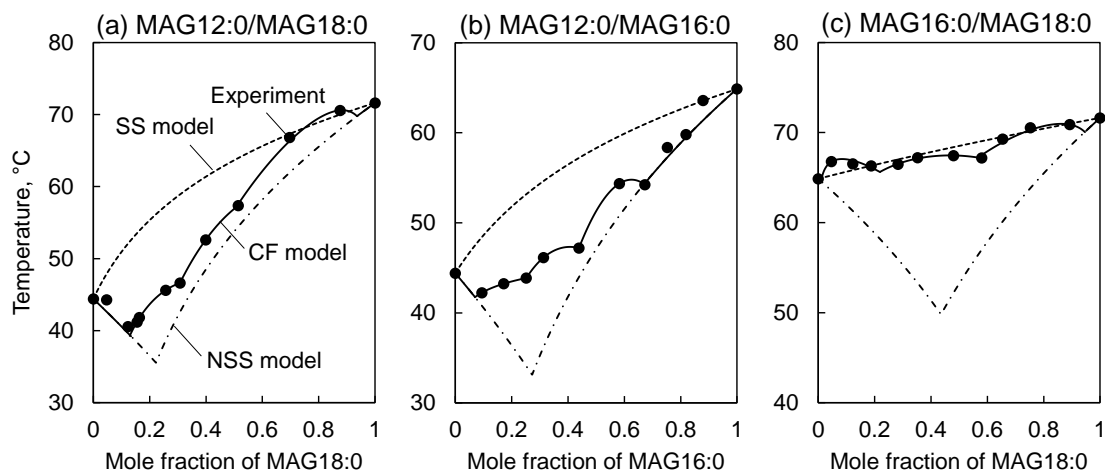 (a) MAG12:0/MAG18:0
(b) MAG12:0/MAG16:0
(c) MAG16:0/MAG18:0
Temperature, °C
80
70
60
50
40
30
SS model
Experiment
CF model
NSS model
0 0.2 0.4 0.6 0.8 1
Mole fraction of MAG18:0
70
60
50
40
30
0 0.2 0.4 0.6 0.8 1
Mole fraction of MAG16:0
80
70
60
50
40
0 0.2 0.4 0.6 0.8 1
Mole fraction of MAG18:0